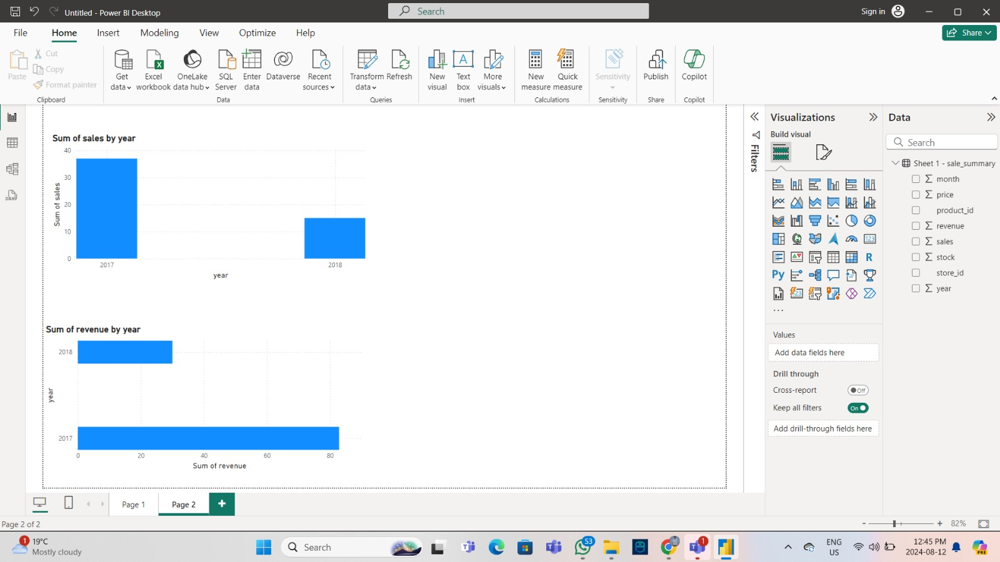 Untitled - Power BI Desktop
Search
Sign in
File Home Insert Modeling View Optimize Help
Share
Paste
Cut
Copy
Format painter
Clipboard
Get data
Excel workbook
OneLake data hub
SQL Server
Enter data
Dataverse
Recent sources
Data
Transform data
Refresh
Queries
New visual
Text box
More visuals
Insert
New measure
Quick measure
Calculations
Sensitivity
Sensitivity
Publish
Share
Copilot
Copilot
Sum of sales by year
40
30
20
10
0
Sum of sales
2017
2018
year
Sum of revenue by year
2018
2017
year
0 20 40 60 80
Sum of revenue
Filters
Visualizations
Build visual
123
R
Py
123
...
Values
Add data fields here
Drill through
Cross-report
Off
Keep all filters
On
Add drill-through fields here
Data
Search
Sheet 1 - sale_summary
month
price
product_id
revenue
sales
stock
store_id
year
DAX
Page 1
Page 2
+
Page 2 of 2
- + 82%
1
19°C
Mostly cloudy
Search
53
1
ENG
US
12:45 PM
2024-08-12
PRE